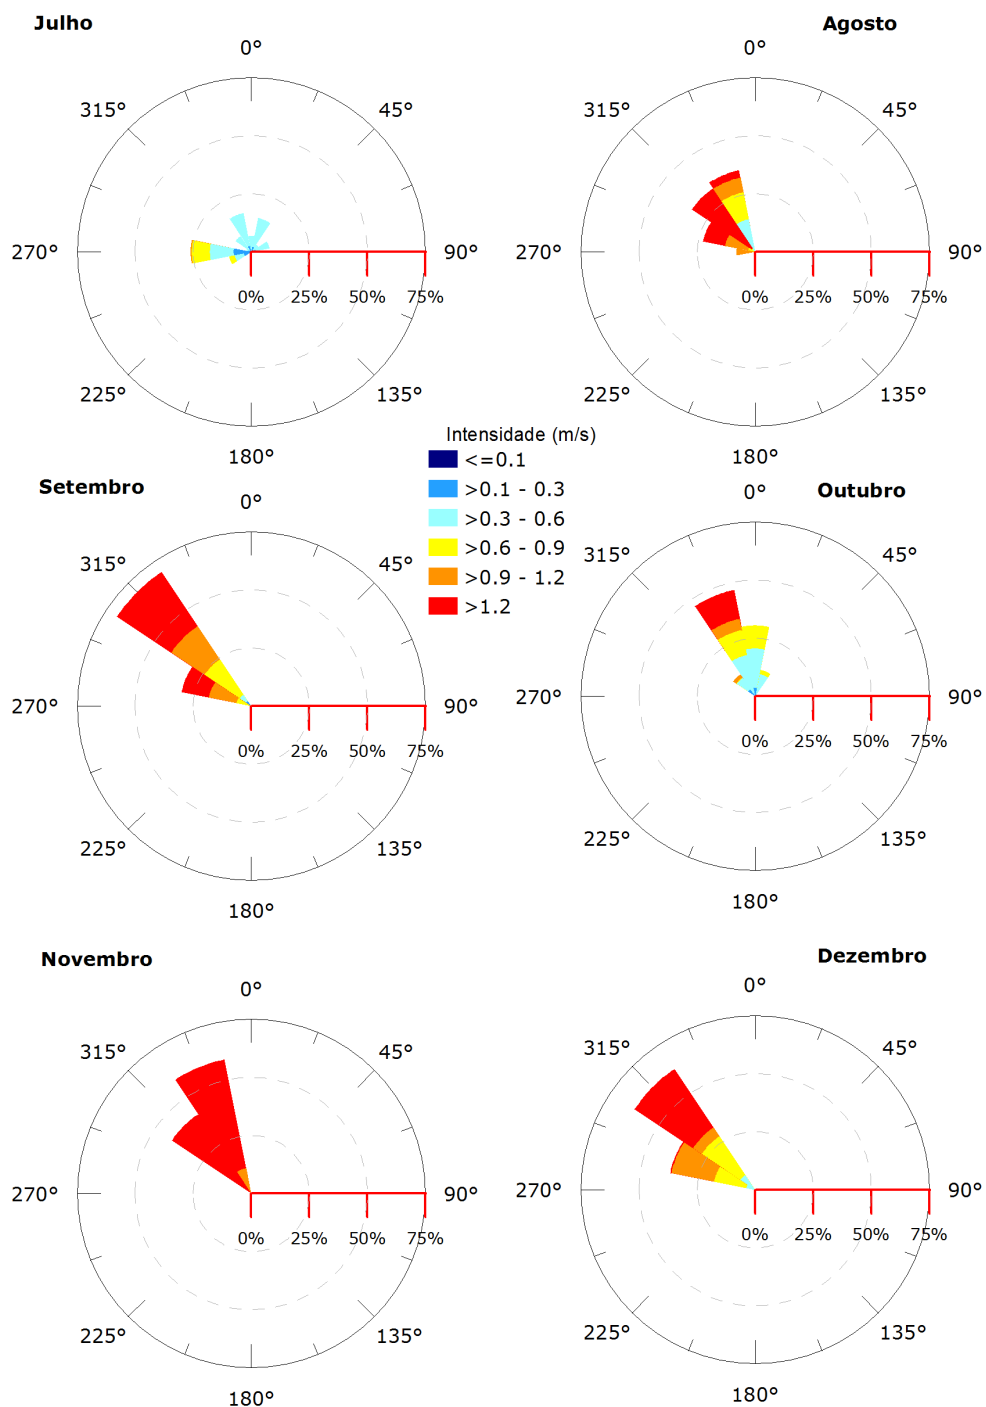 Julho
0°
315° 45°
270° 90°
0% 25% 50% 75%
225° 135°
180°
Agosto
0°
315° 45°
270° 90°
0% 25% 50% 75%
225° 135°
180°
Intensidade (m/s)
<=0.1
>0.1 - 0.3
>0.3 - 0.6
>0.6 - 0.9
>0.9 - 1.2
>1.2
Setembro
0°
315° 45°
270° 90°
0% 25% 50% 75%
225° 135°
180°
Outubro
0°
315° 45°
270° 90°
0% 25% 50% 75%
225° 135°
180°
Novembro
0°
315° 45°
270° 90°
0% 25% 50% 75%
225° 135°
180°
Dezembro
0°
315° 45°
270° 90°
0% 25% 50% 75%
225° 135°
180°